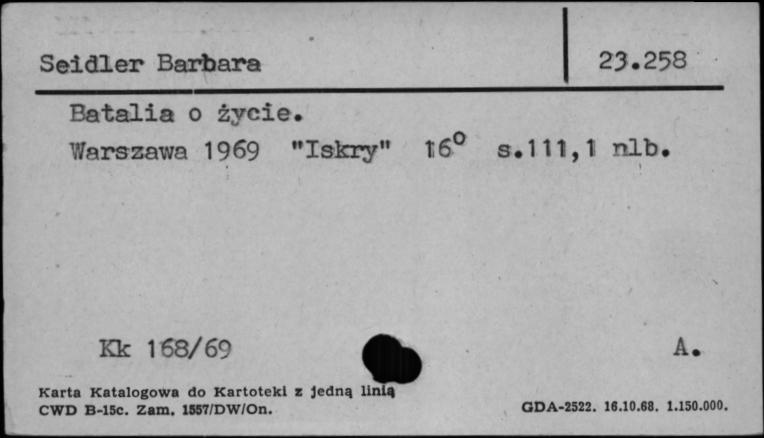 Seidler Barbara 23.258
Batalia o życie.
Warszawa 1969 "Iskry" 16° s.111,1 nlb.
Kk 168/69 A.
Karta Katalogowa do Kartoteki z jedną linią
CWD B-15c. Zam. 1557/DW/On. GDA-2522. 16.10.68. 1.150.000.